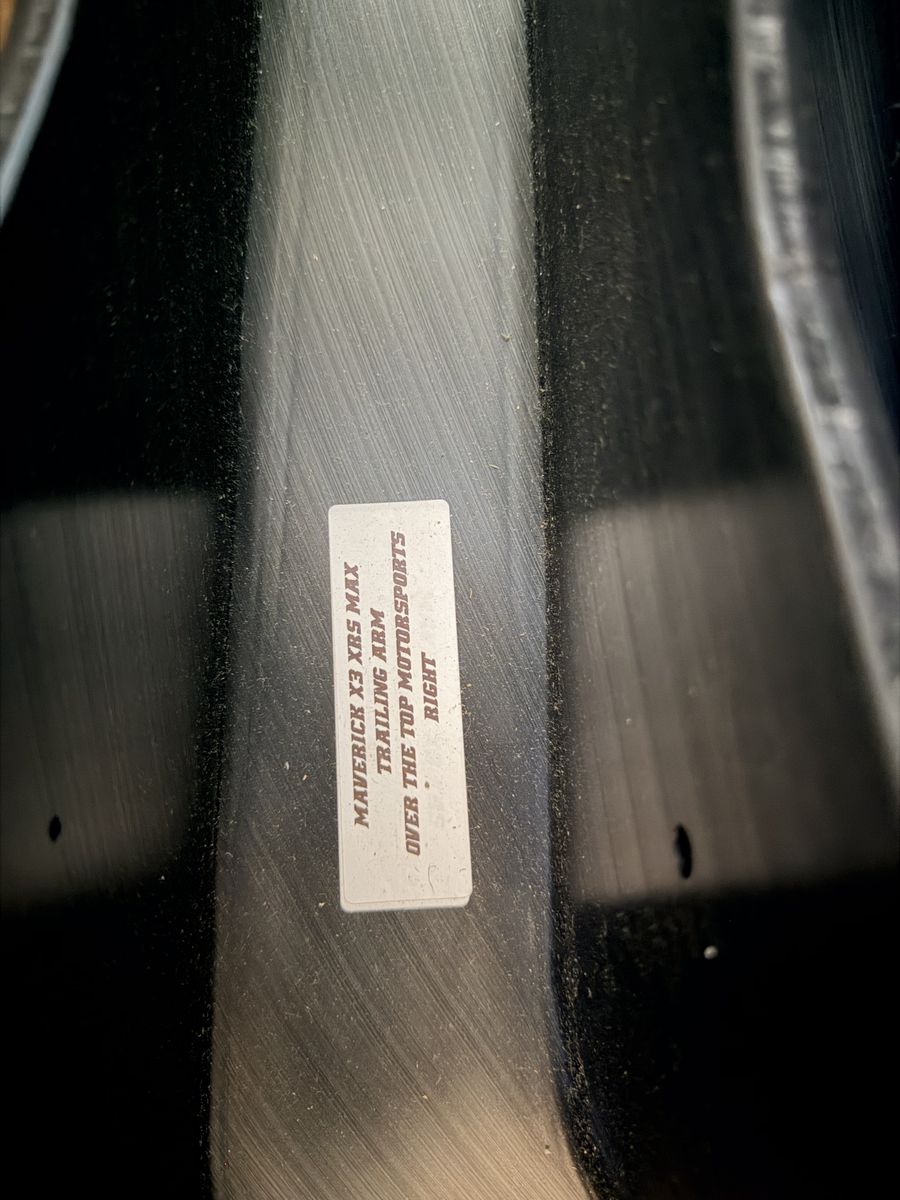 MAVERICK X3 XRS MAX
TRAILING ARM
OVER THE TOP MOTORSPORTS
RIGHT